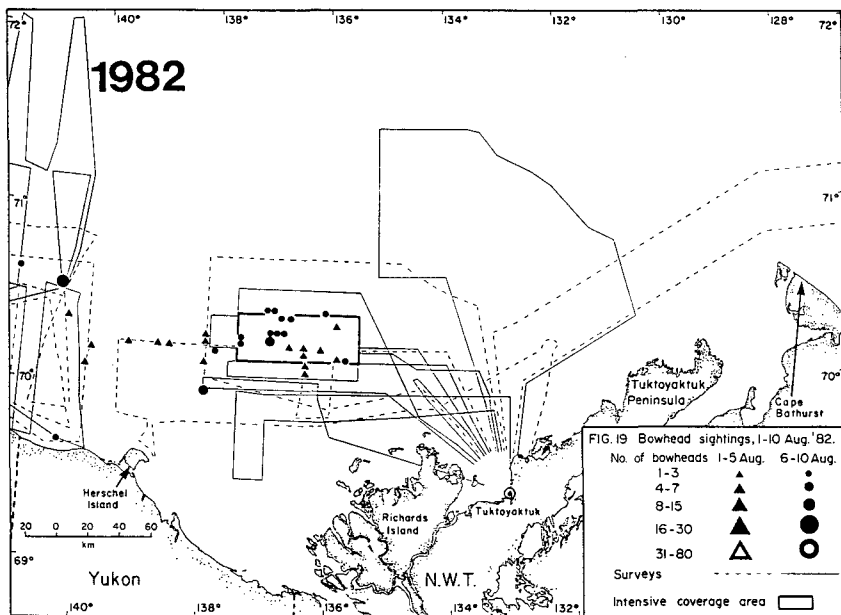 72°
140°
138°
136°
134°
132°
130°
128°
72°
1982
71°
71°
70°
70°
Tuktoyaktuk
Peninsula
Cape
Bathurst
Herschel
Island
Richards
Island
Tuktoyaktuk
20 0 20 40 60
km
69°
Yukon
N.W.T.
140°
138°
136°
134°
132°
FIG. 19 Bowhead sightings, 1-10 Aug. '82.
No. of bowheads 1-5 Aug. 6-10 Aug.
1-3
4-7
8-15
16-30
31-80
Surveys
Intensive coverage area